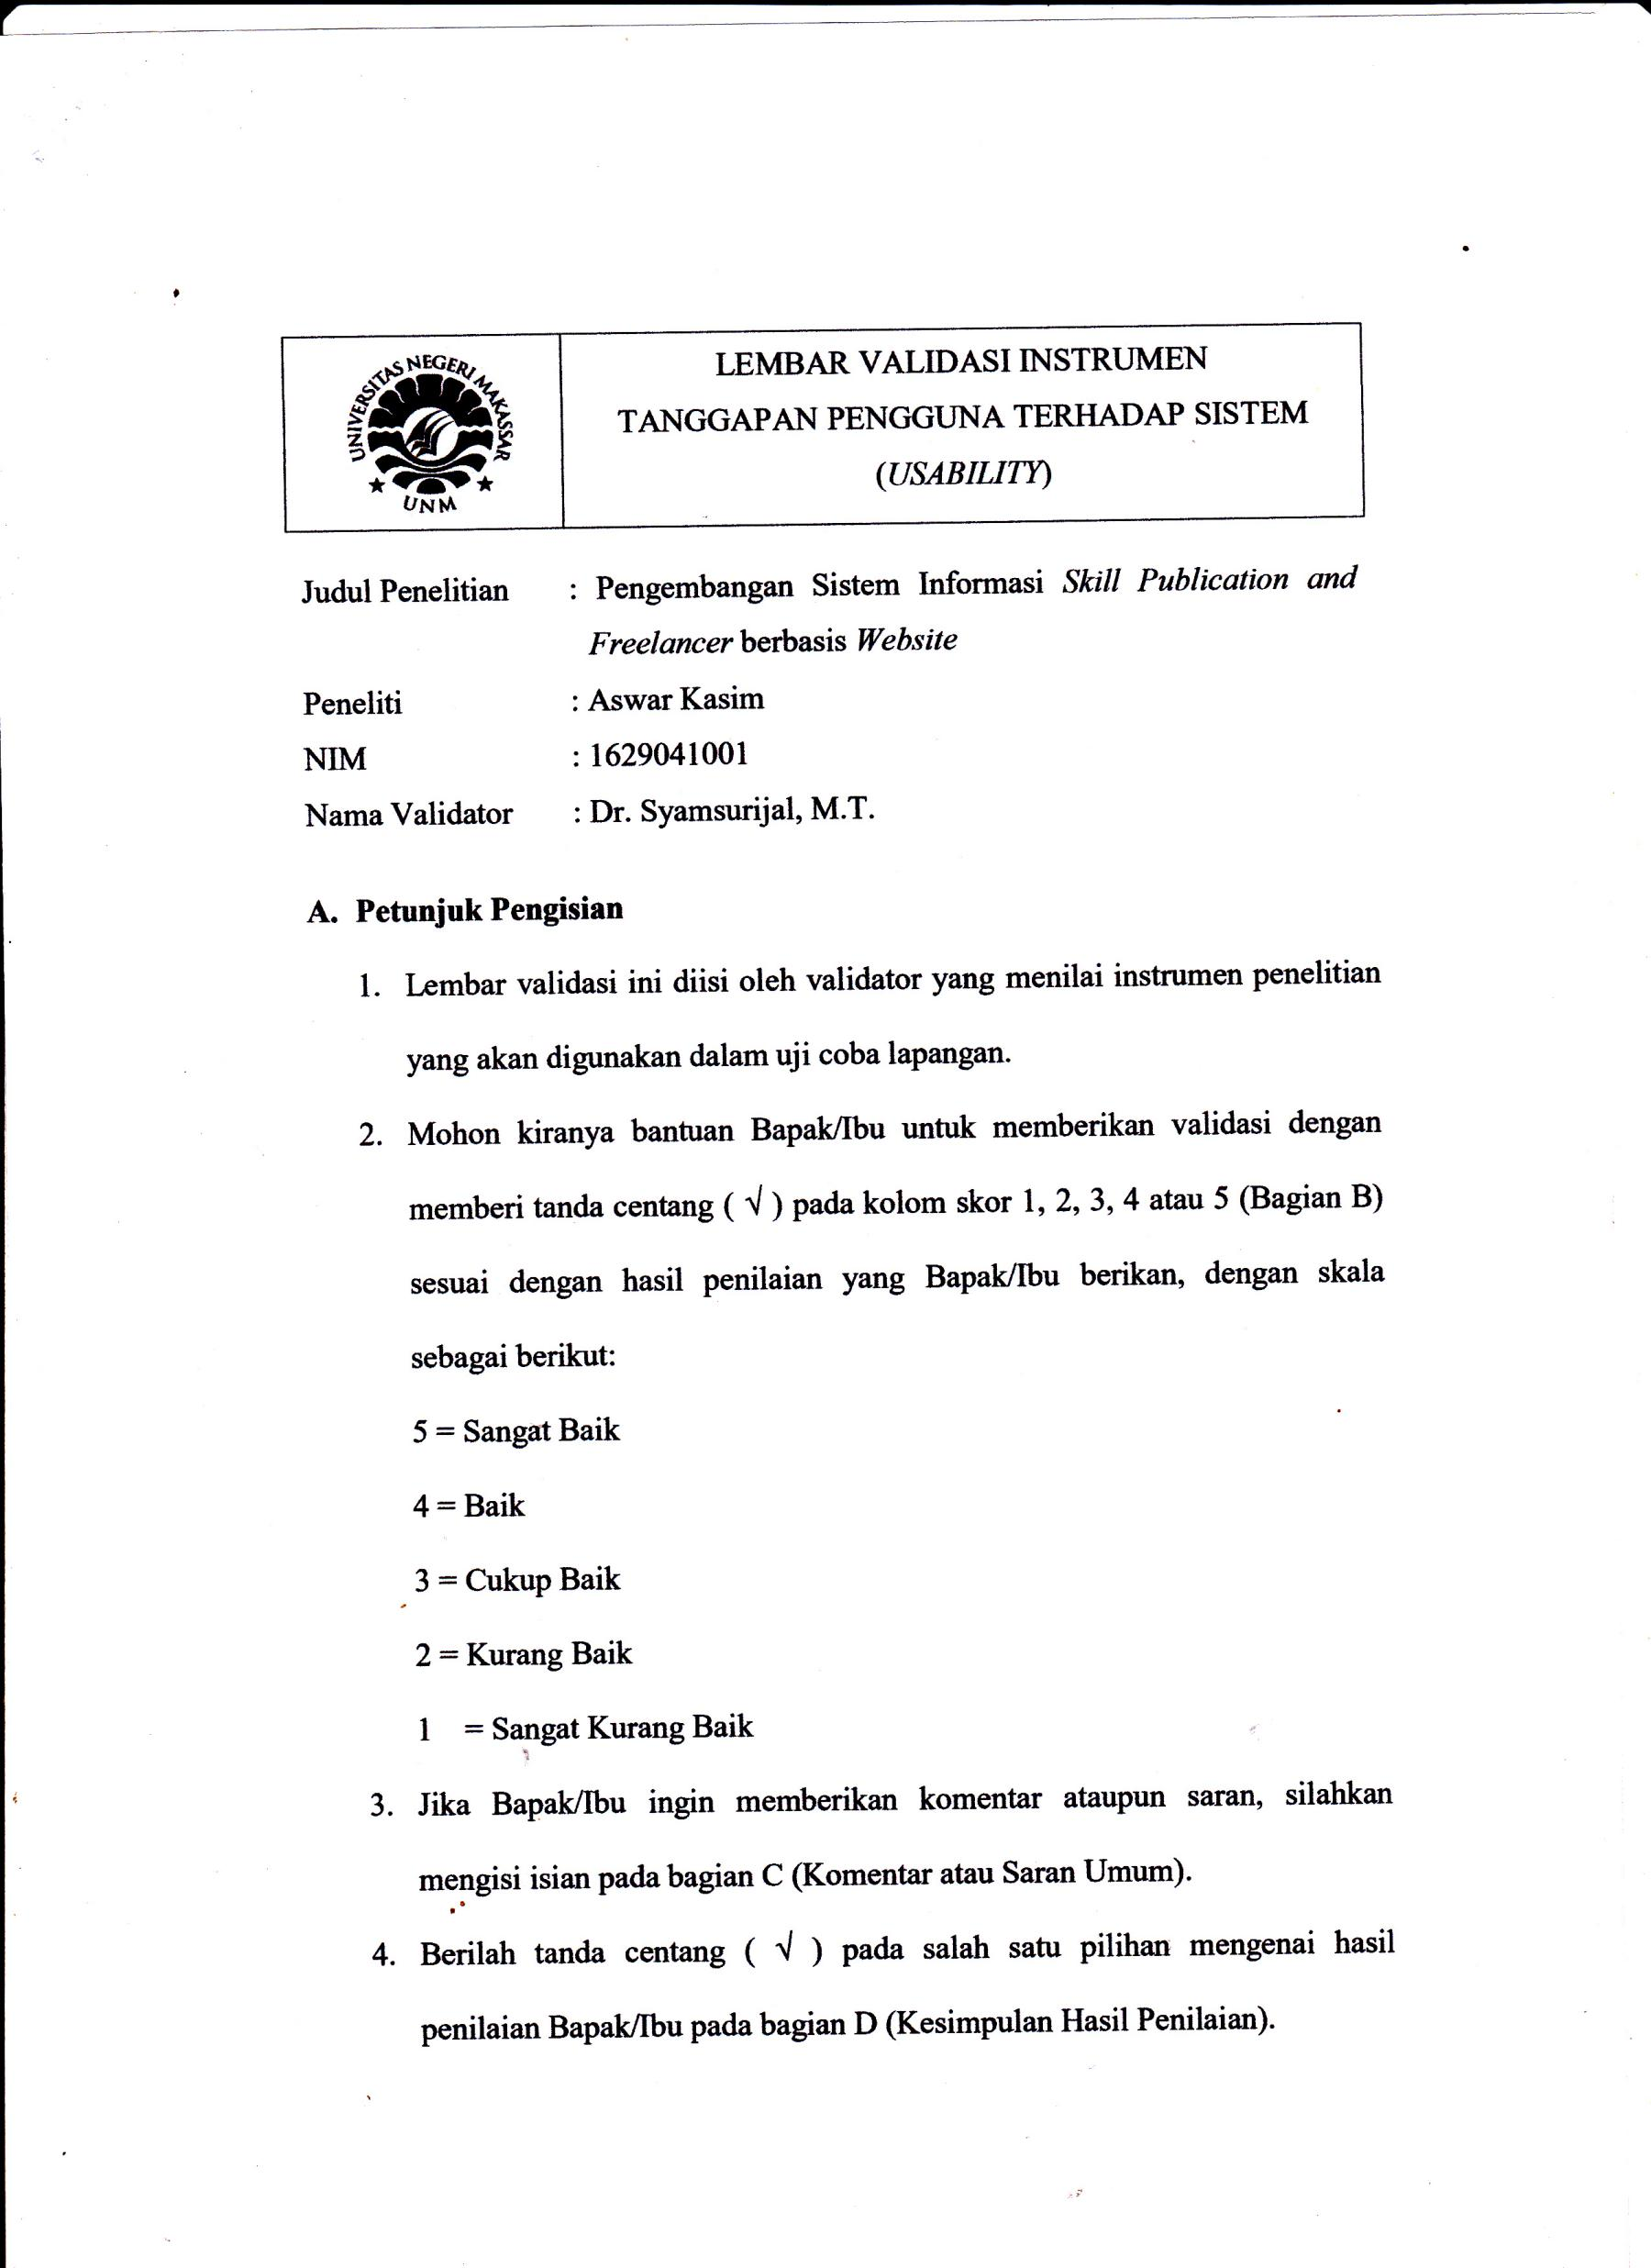 UNIVERSITAS NEGERI MAKASSAR
UNM
LEMBAR VALIDASI INSTRUMEN
TANGGAPAN PENGGUNA TERHADAP SISTEM
(USABILITY)
Judul Penelitian : Pengembangan Sistem Informasi Skill Publication and
Freelancer berbasis Website
Peneliti : Aswar Kasim
NIM : 1629041001
Nama Validator : Dr. Syamsurijal, M.T.
A. Petunjuk Pengisian
1. Lembar validasi ini diisi oleh validator yang menilai instrumen penelitian
yang akan digunakan dalam uji coba lapangan.
2. Mohon kiranya bantuan Bapak/Ibu untuk memberikan validasi dengan
memberi tanda centang ( √ ) pada kolom skor 1, 2, 3, 4 atau 5 (Bagian B)
sesuai dengan hasil penilaian yang Bapak/Ibu berikan, dengan skala
sebagai berikut:
5 = Sangat Baik
4 = Baik
3 = Cukup Baik
2 = Kurang Baik
1 = Sangat Kurang Baik
3. Jika Bapak/Ibu ingin memberikan komentar ataupun saran, silahkan
mengisi isian pada bagian C (Komentar atau Saran Umum).
4. Berilah tanda centang ( √ ) pada salah satu pilihan mengenai hasil
penilaian Bapak/Ibu pada bagian D (Kesimpulan Hasil Penilaian).